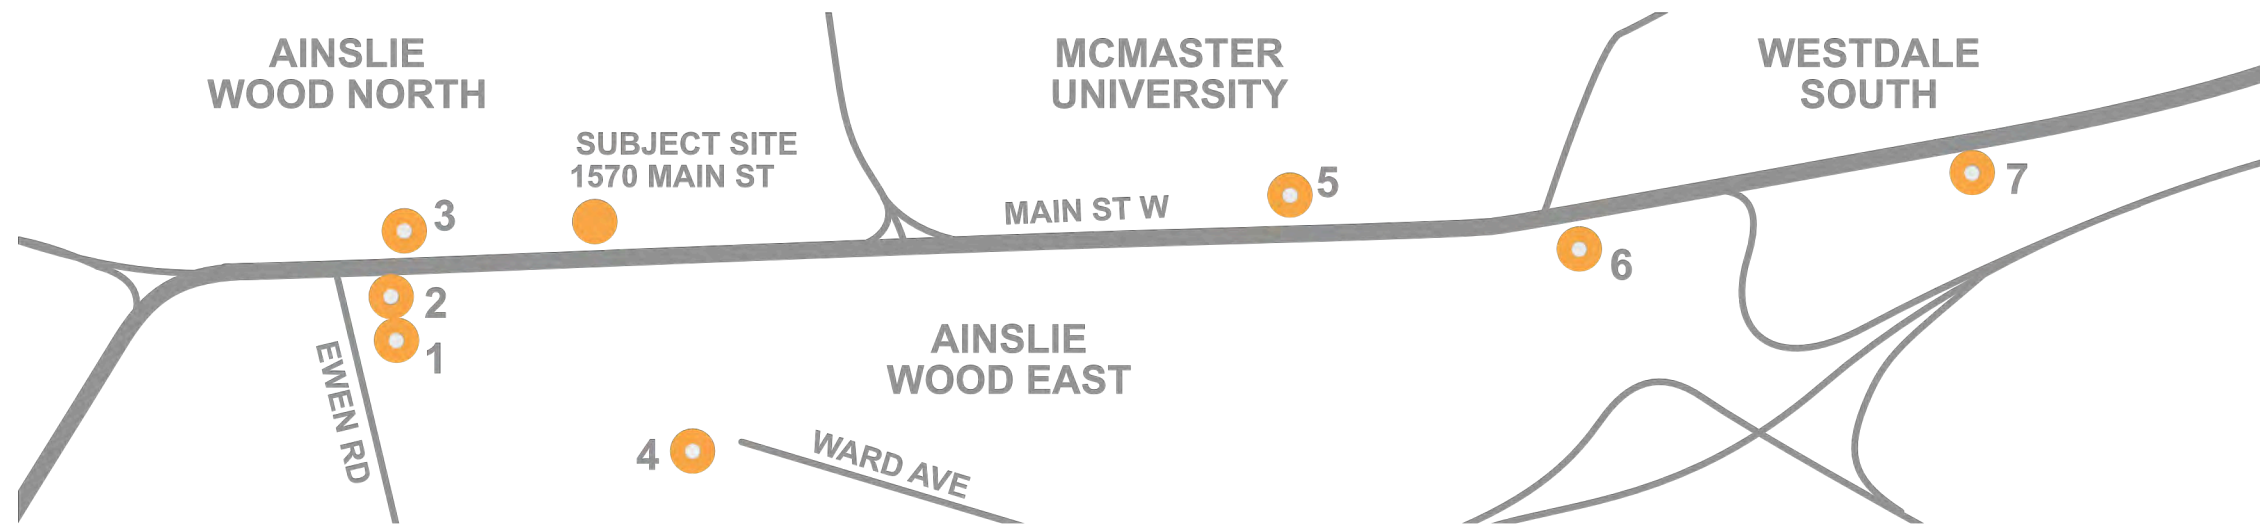 AINSLIE
WOOD NORTH
MCMASTER
UNIVERSITY
WESTDALE
SOUTH
SUBJECT SITE
1570 MAIN ST
3
5
7
MAIN ST W
6
2
1
EWEN RD
AINSLIE
WOOD EAST
4
WARD AVE